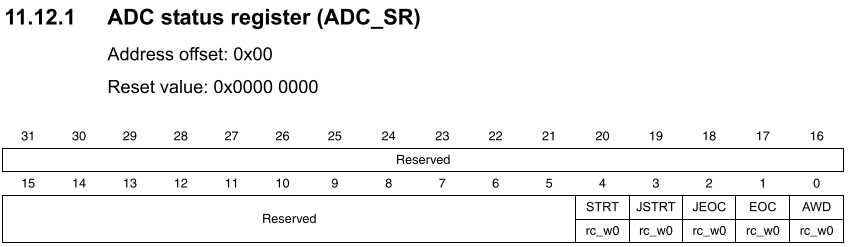 11.12.1 ADC status register (ADC_SR)
Address offset: 0x00
Reset value: 0x0000 0000
31 30 29 28 27 26 25 24 23 22 21 20 19 18 17 16
Reserved
15 14 13 12 11 10 9 8 7 6 5 4 3 2 1 0
Reserved STRT JSTRT JEOC EOC AWD
rc_w0 rc_w0 rc_w0 rc_w0 rc_w0